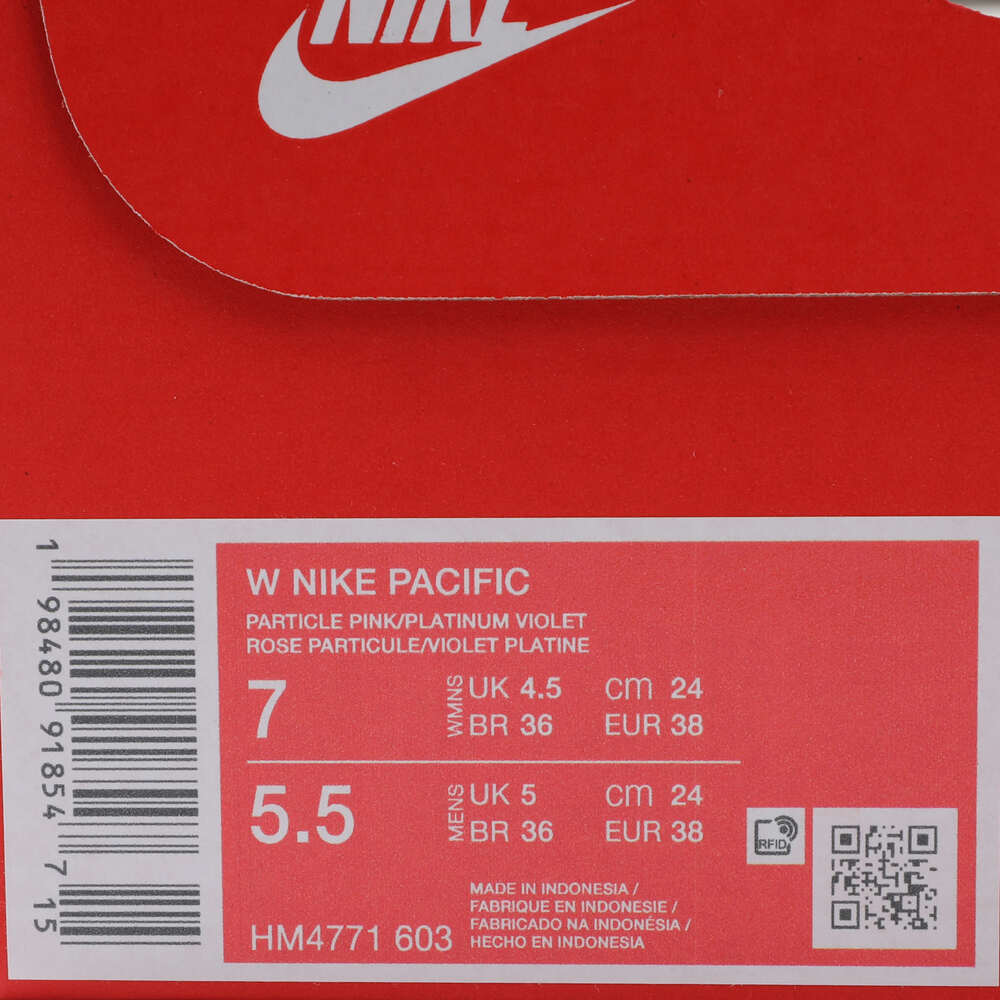 NIKE
W NIKE PACIFIC
PARTICLE PINK/PLATINUM VIOLET
ROSE PARTICULE/VIOLET PLATINE
7
WMNS
UK 4.5 cm 24
BR 36 EUR 38
5.5
MENS
UK 5 cm 24
BR 36 EUR 38
RFID
MADE IN INDONESIA /
FABRIQUE EN INDONESIE /
FABRICADO NA INDONÉSIA /
HECHO EN INDONESIA
HM4771 603
1 98480 91854 7 15